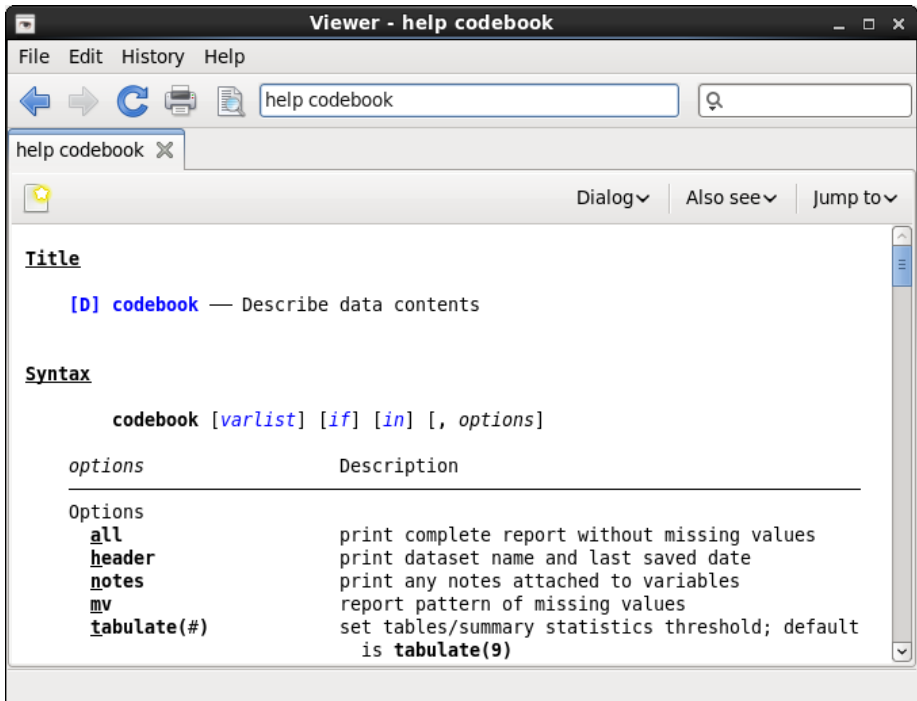 Viewer - help codebook
File Edit History Help
help codebook
help codebook
Dialog Also see Jump to
Title
[D] codebook — Describe data contents
Syntax
codebook [varlist] [if] [in] [, options]
options Description
Options
all print complete report without missing values
header print dataset name and last saved date
notes print any notes attached to variables
mv report pattern of missing values
tabulate(#) set tables/summary statistics threshold; default
is tabulate(9)